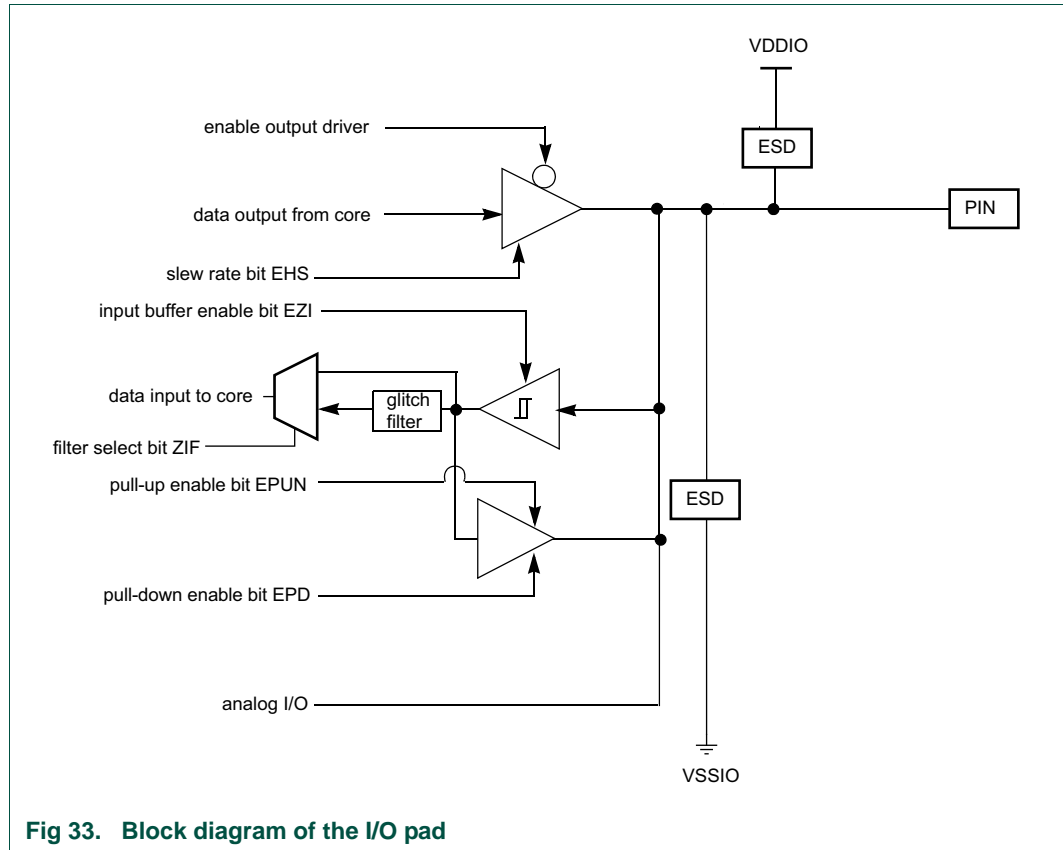 VDDIO
enable output driver
ESD
data output from core
PIN
slew rate bit EHS
input buffer enable bit EZI
data input to core
glitch
filter
filter select bit ZIF
pull-up enable bit EPUN
ESD
pull-down enable bit EPD
analog I/O
VSSIO
Fig 33. Block diagram of the I/O pad